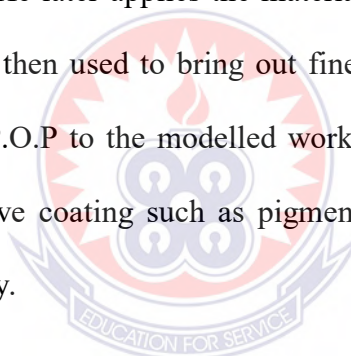 then used to bring out fine
.O.P to the modelled work
ve coating such as pigmen
y.
EDUCATION FOR SERVICE